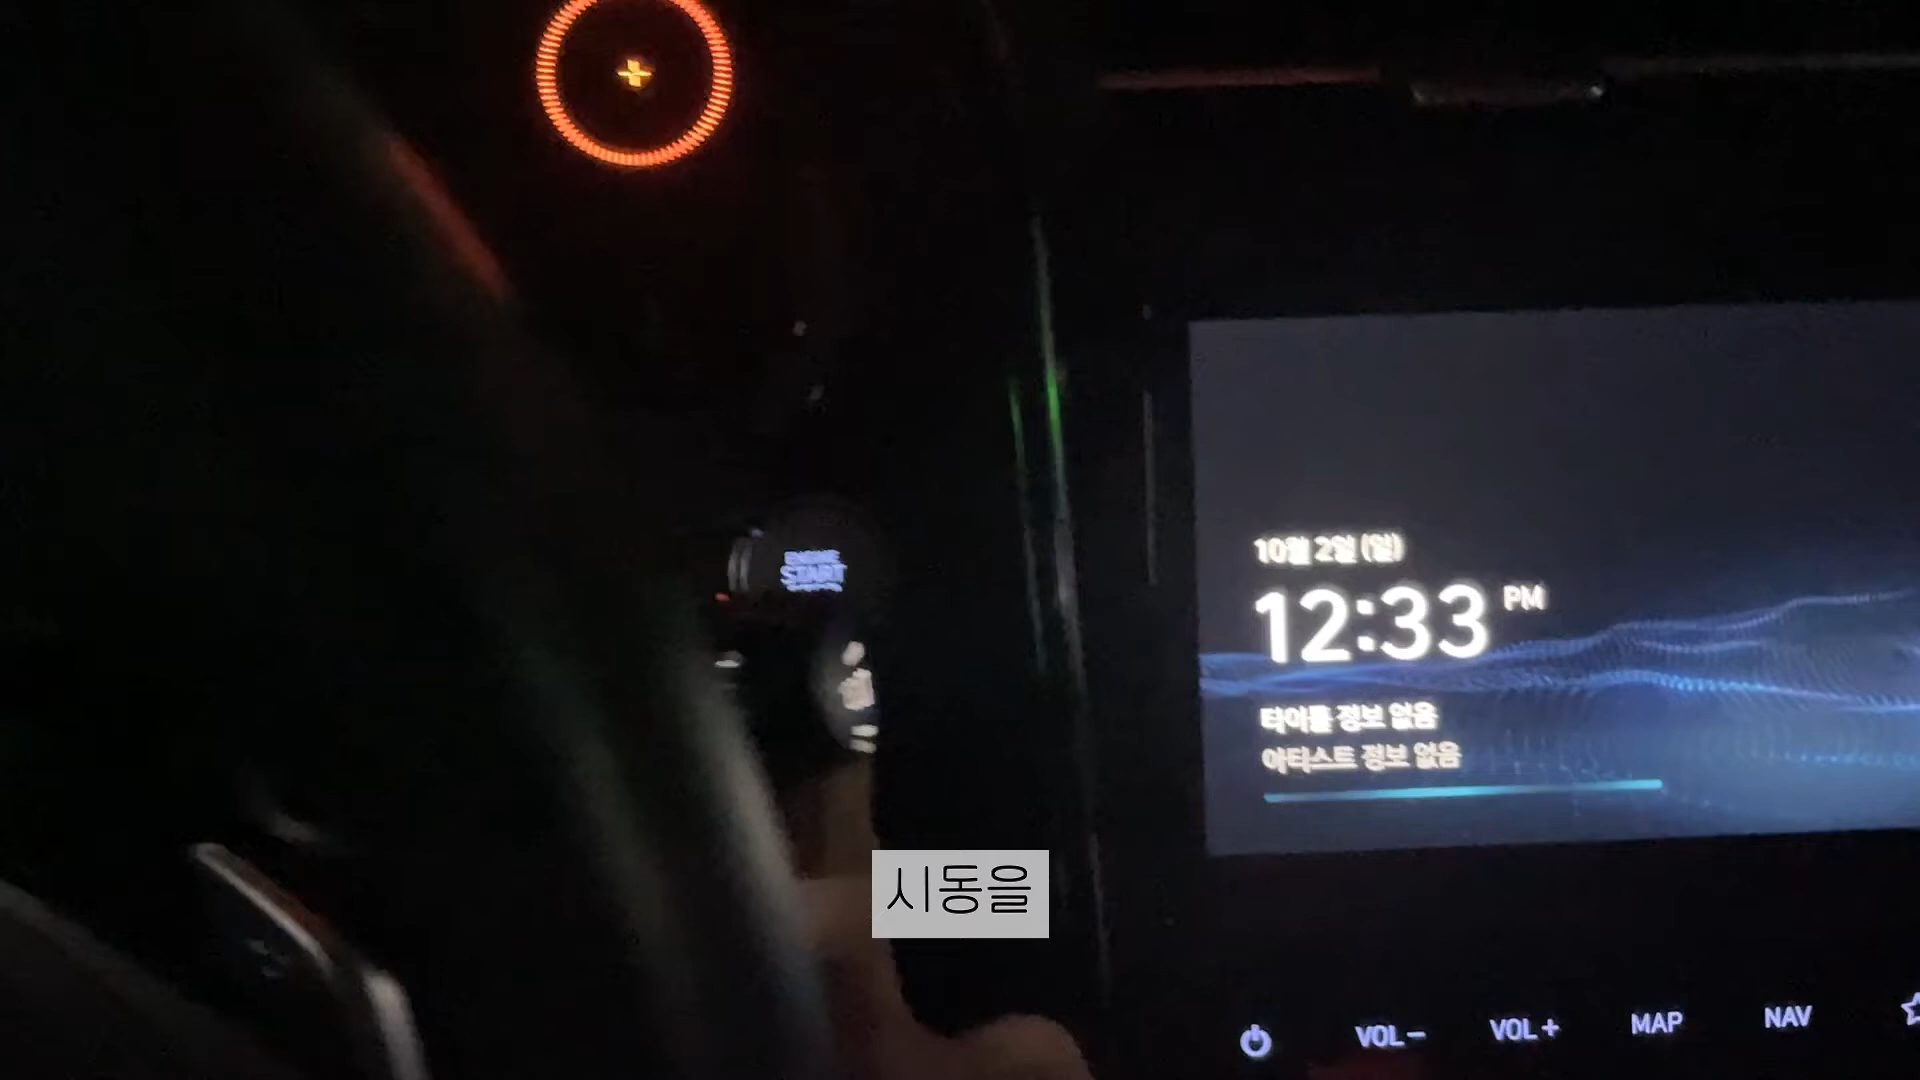 ENGINE
START
10월 2일 (일)
12:33 PM
타이틀 정보 없음
아티스트 정보 없음
시동을
VOL−
VOL+
MAP
NAV